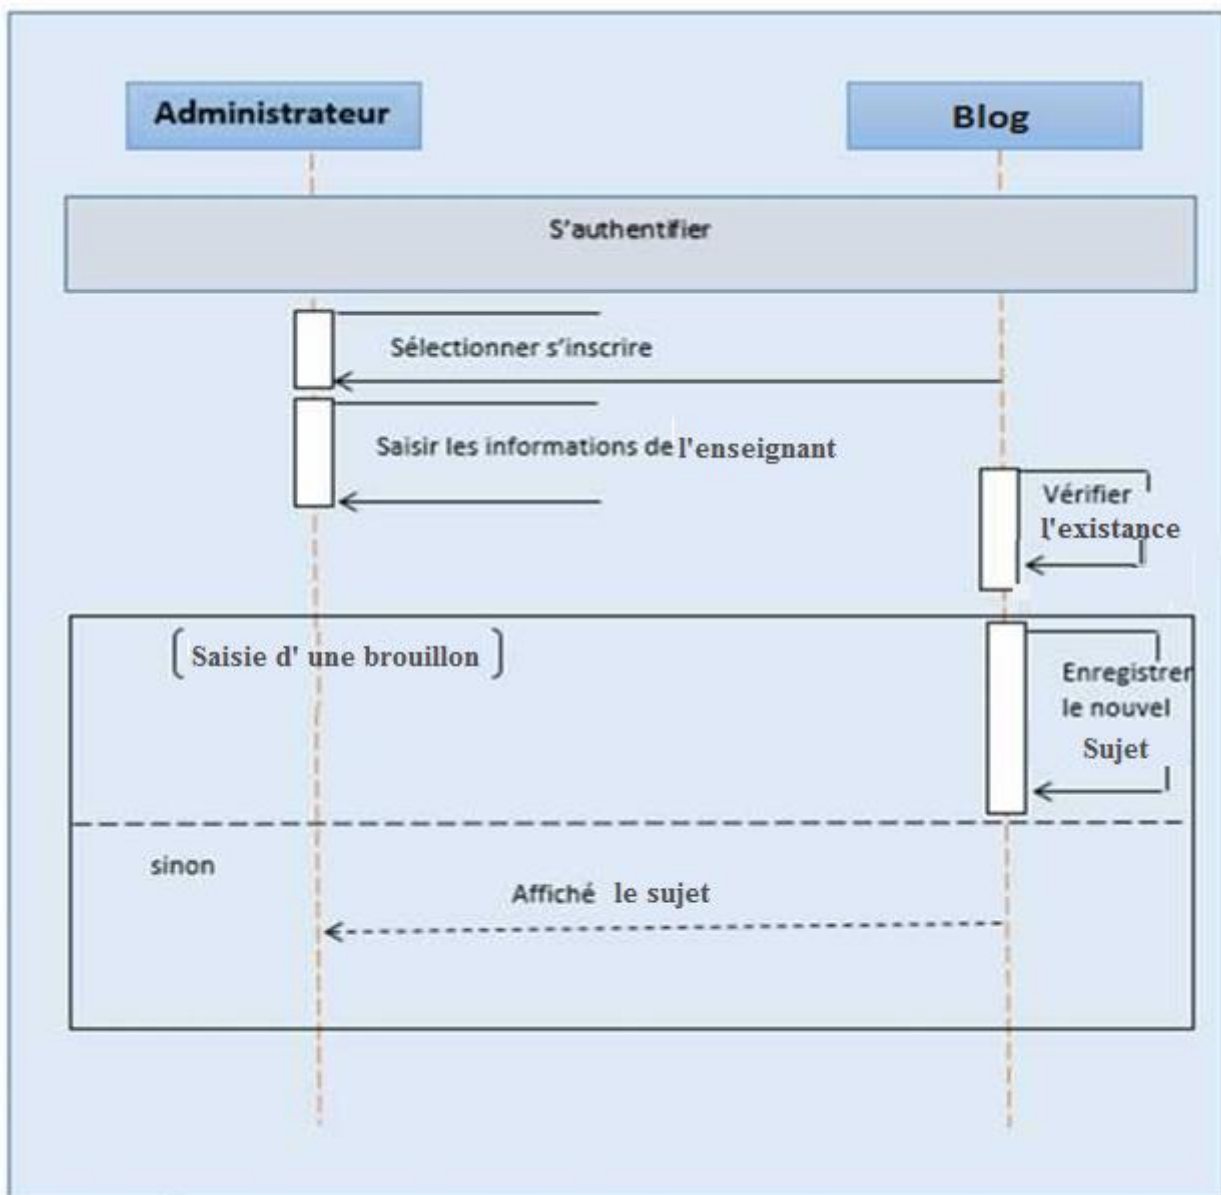 Administrateur
Blog
S'authentifier
Sélectionner s'inscrire
Saisir les informations de l'enseignant
Vérifier
l'existance
(Saisie d' une brouillon)
Enregistrer
le nouvel
Sujet
sinon
Affiché le sujet